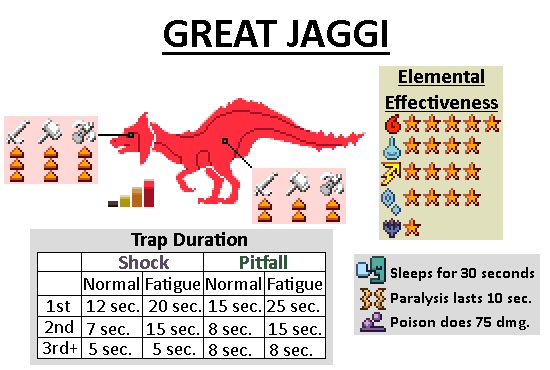 GREAT JAGGI
Elemental
Effectiveness
Trap Duration
Shock Pitfall
Normal Fatigue Normal Fatigue
1st 12 sec. 20 sec. 15 sec. 25 sec.
2nd 7 sec. 15 sec. 8 sec. 15 sec.
3rd+ 5 sec. 5 sec. 8 sec. 8 sec.
Sleeps for 30 seconds
Paralysis lasts 10 sec.
Poison does 75 dmg.